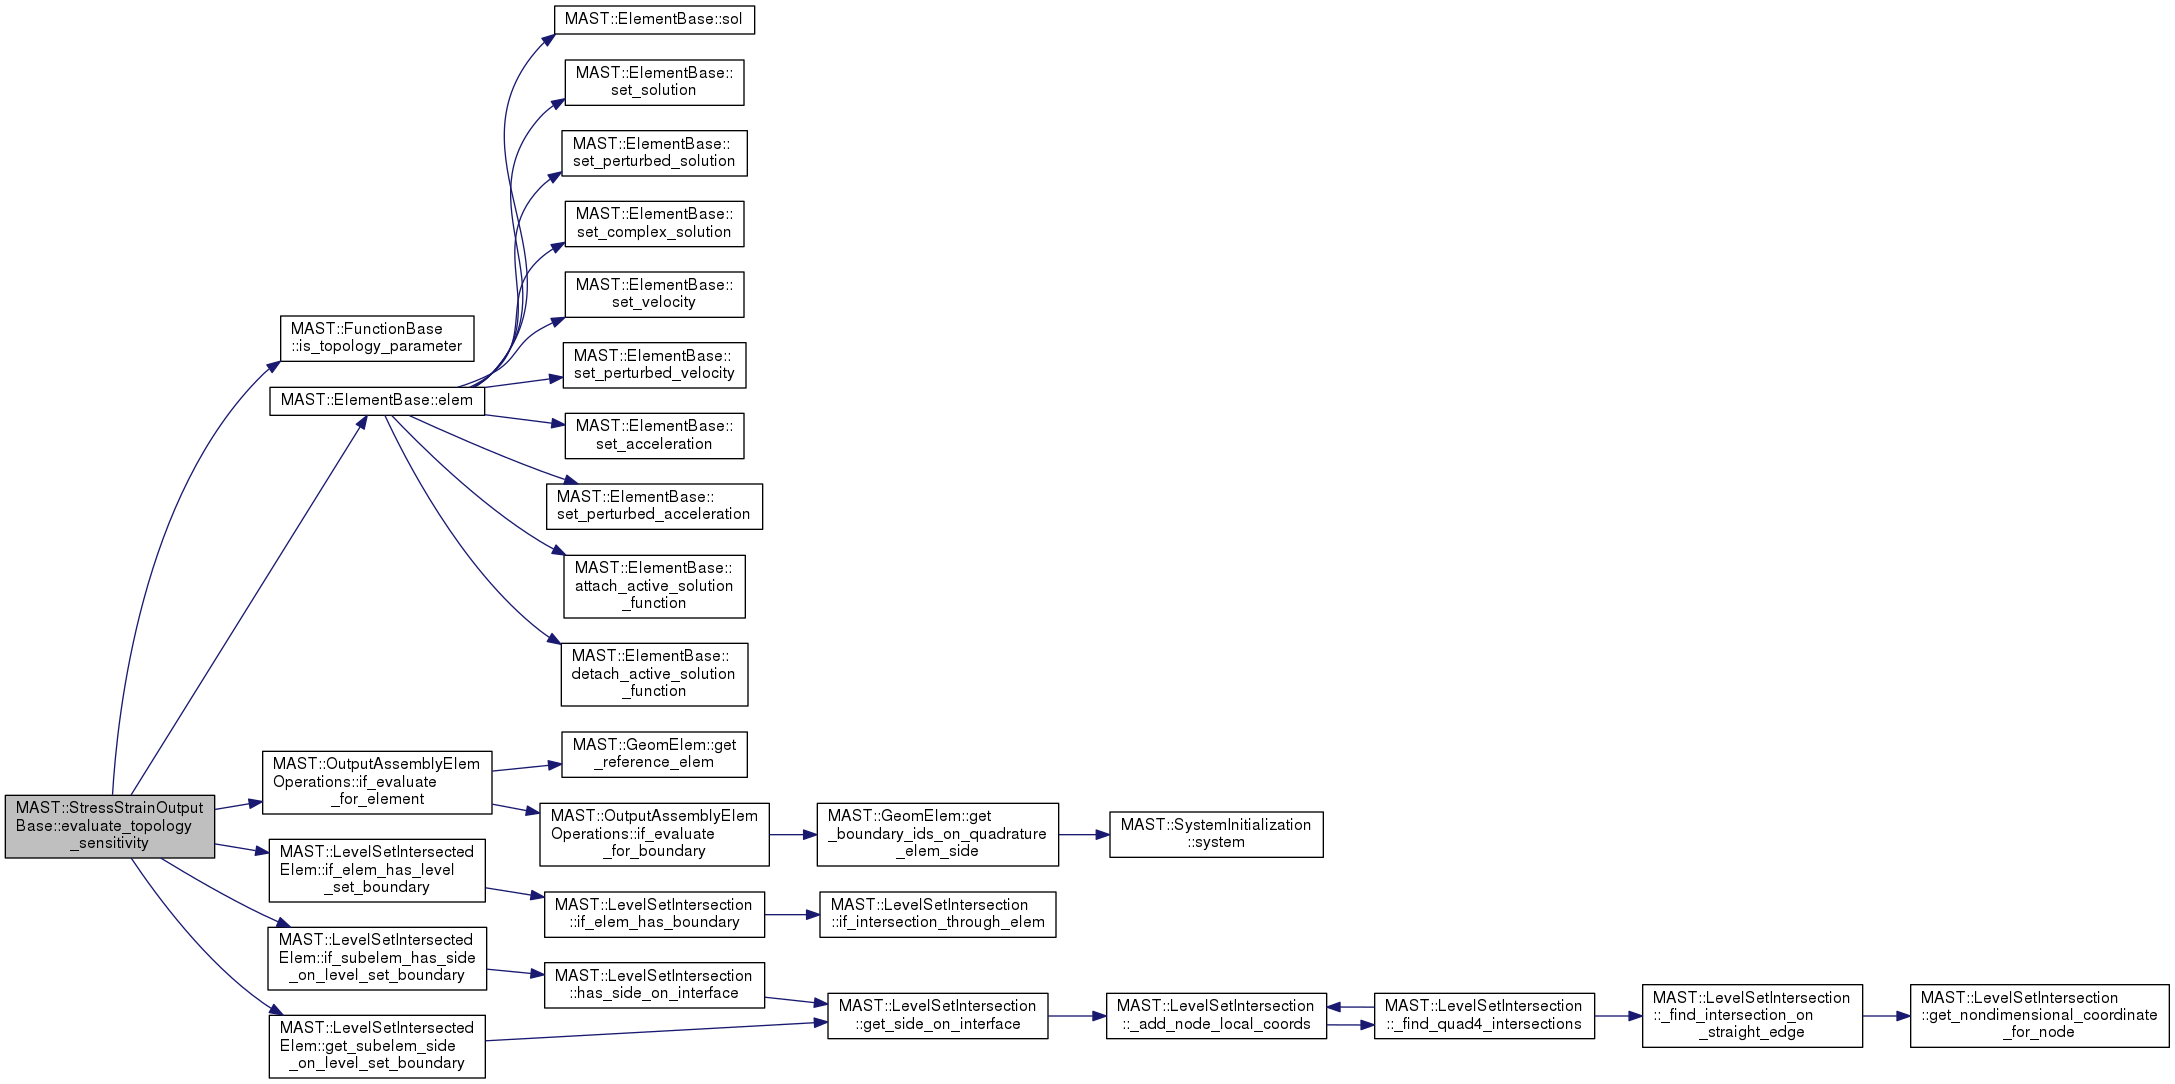 MAST::ElementBase::sol
MAST::ElementBase::
set_solution
MAST::ElementBase::
set_perturbed_solution
MAST::ElementBase::
set_complex_solution
MAST::ElementBase::
set_velocity
MAST::FunctionBase
::is_topology_parameter
MAST::ElementBase::
set_perturbed_velocity
MAST::ElementBase::elem
MAST::ElementBase::
set_acceleration
MAST::ElementBase::
set_perturbed_acceleration
MAST::ElementBase::
attach_active_solution
_function
MAST::ElementBase::
detach_active_solution
_function
MAST::GeomElem::get
_reference_elem
MAST::OutputAssemblyElem
Operations::if_evaluate
_for_element
MAST::StressStrainOutput
Base::evaluate_topology
_sensitivity
MAST::OutputAssemblyElem
Operations::if_evaluate
_for_boundary
MAST::GeomElem::get
_boundary_ids_on_quadrature
_elem_side
MAST::SystemInitialization
::system
MAST::LevelSetIntersected
Elem::if_elem_has_level
_set_boundary
MAST::LevelSetIntersection
::if_elem_has_boundary
MAST::LevelSetIntersection
::if_intersection_through_elem
MAST::LevelSetIntersected
Elem::if_subelem_has_side
_on_level_set_boundary
MAST::LevelSetIntersection
::has_side_on_interface
MAST::LevelSetIntersection
::get_side_on_interface
MAST::LevelSetIntersection
::_add_node_local_coords
MAST::LevelSetIntersection
::_find_quad4_intersections
MAST::LevelSetIntersection
::_find_intersection_on
_straight_edge
MAST::LevelSetIntersection
::get_nondimensional_coordinate
_for_node
MAST::LevelSetIntersected
Elem::get_subelem_side
_on_level_set_boundary